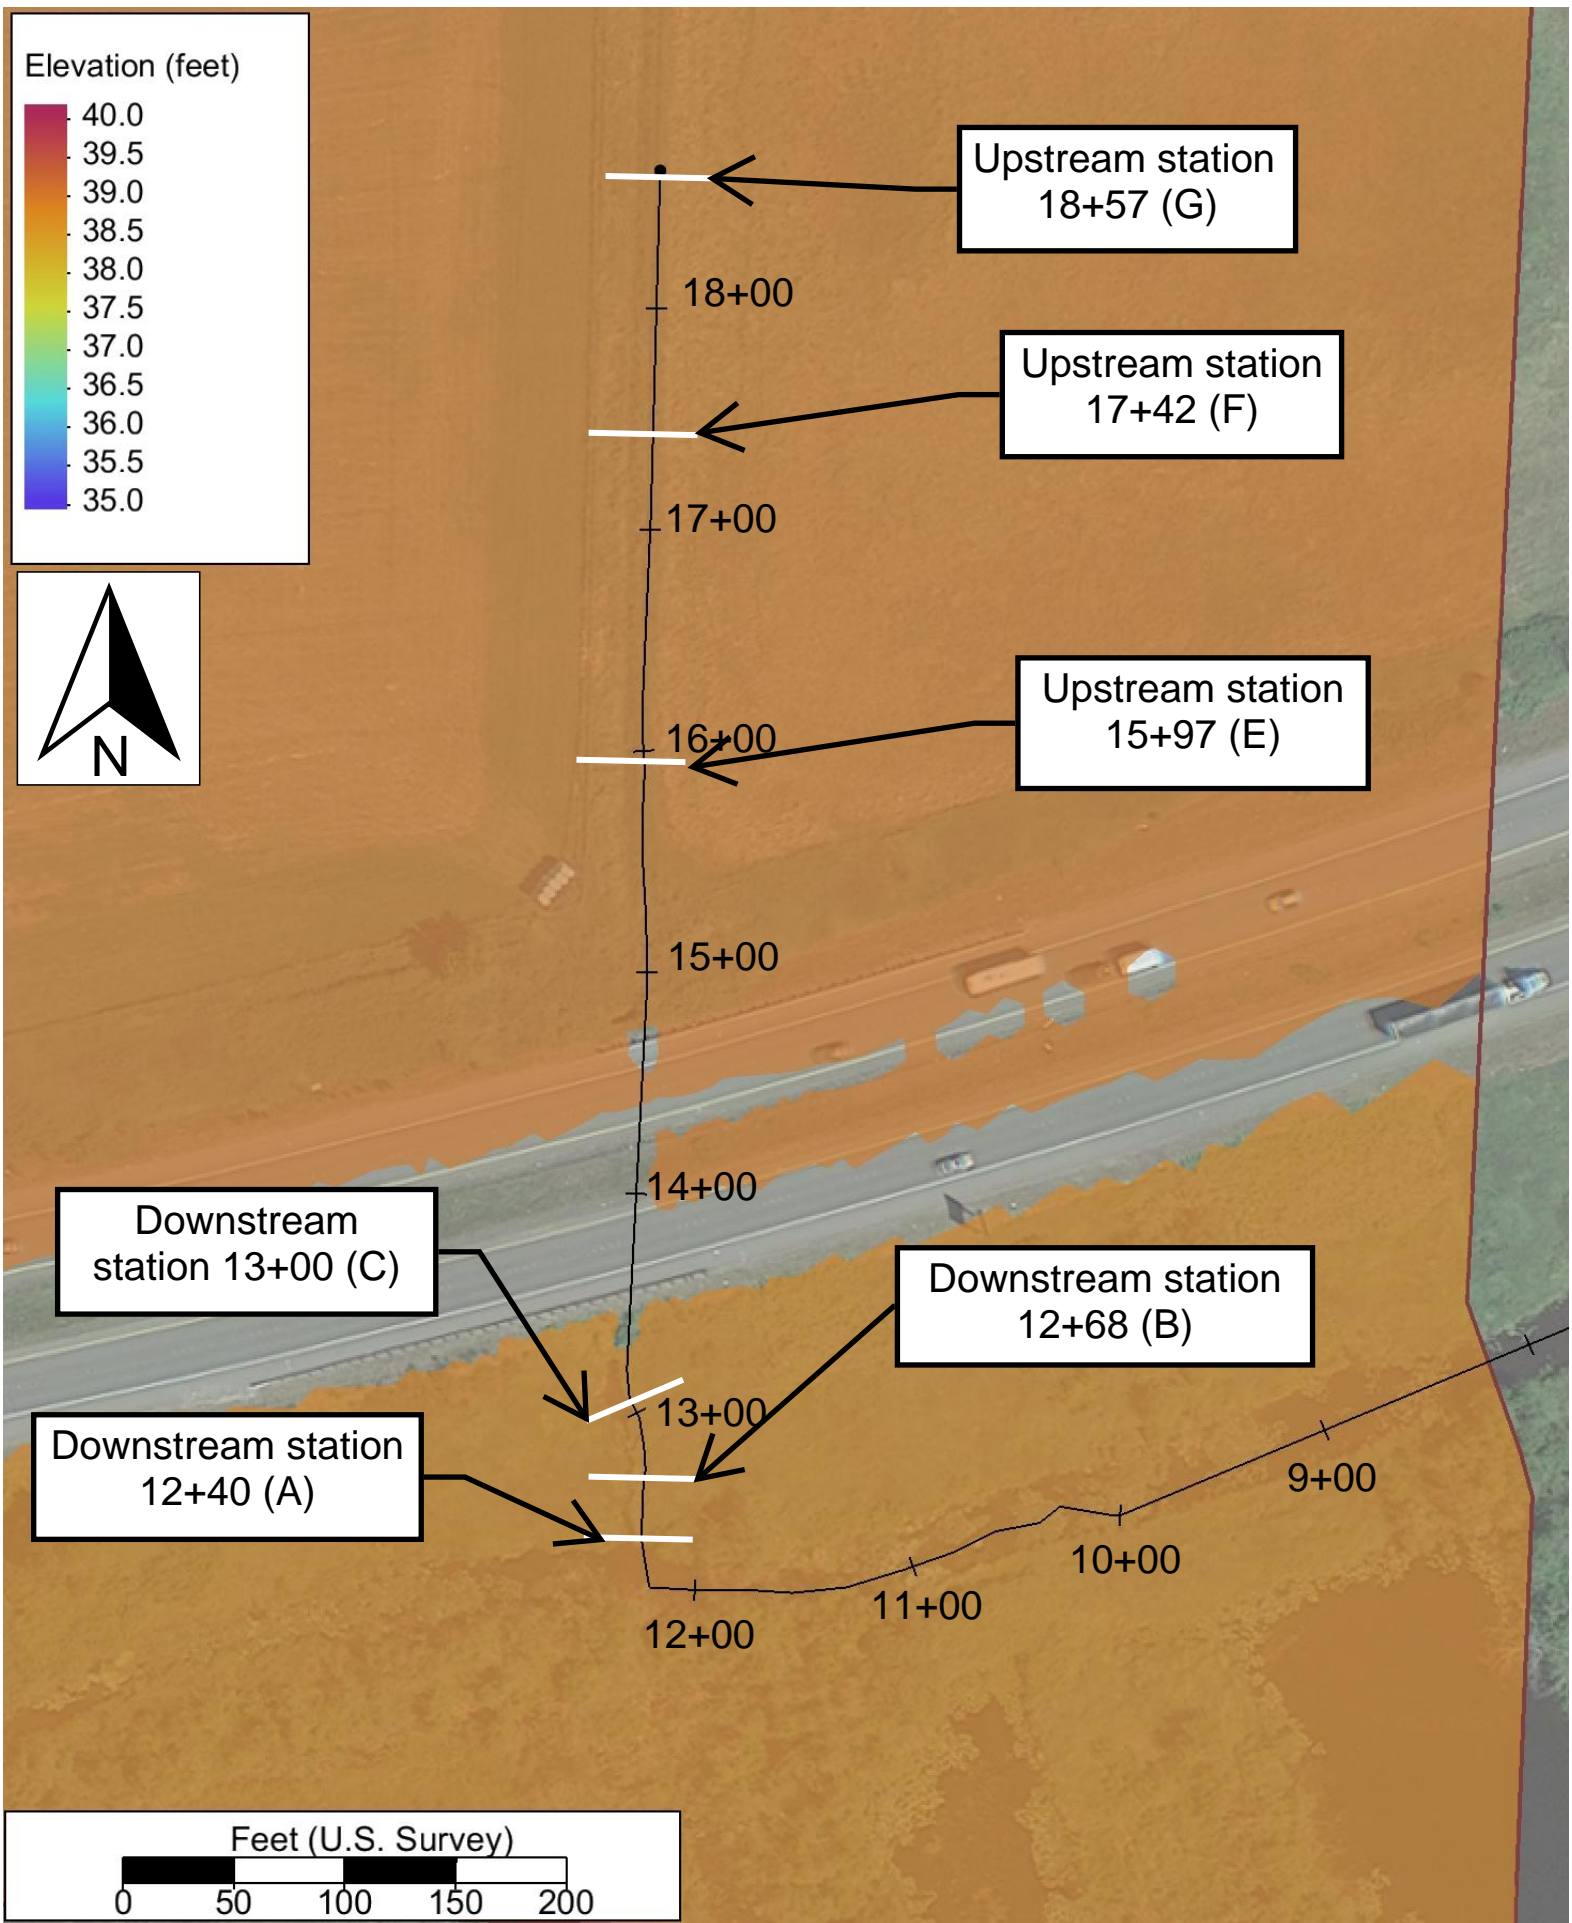 Elevation (feet)
40.0
39.5
39.0
38.5
38.0
37.5
37.0
36.5
36.0
35.5
35.0
N
Upstream station
18+57 (G)
18+00
Upstream station
17+42 (F)
17+00
Upstream station
15+97 (E)
16+00
15+00
14+00
Downstream
station 13+00 (C)
Downstream station
12+68 (B)
13+00
Downstream station
12+40 (A)
9+00
10+00
11+00
12+00
Feet (U.S. Survey)
0 50 100 150 200